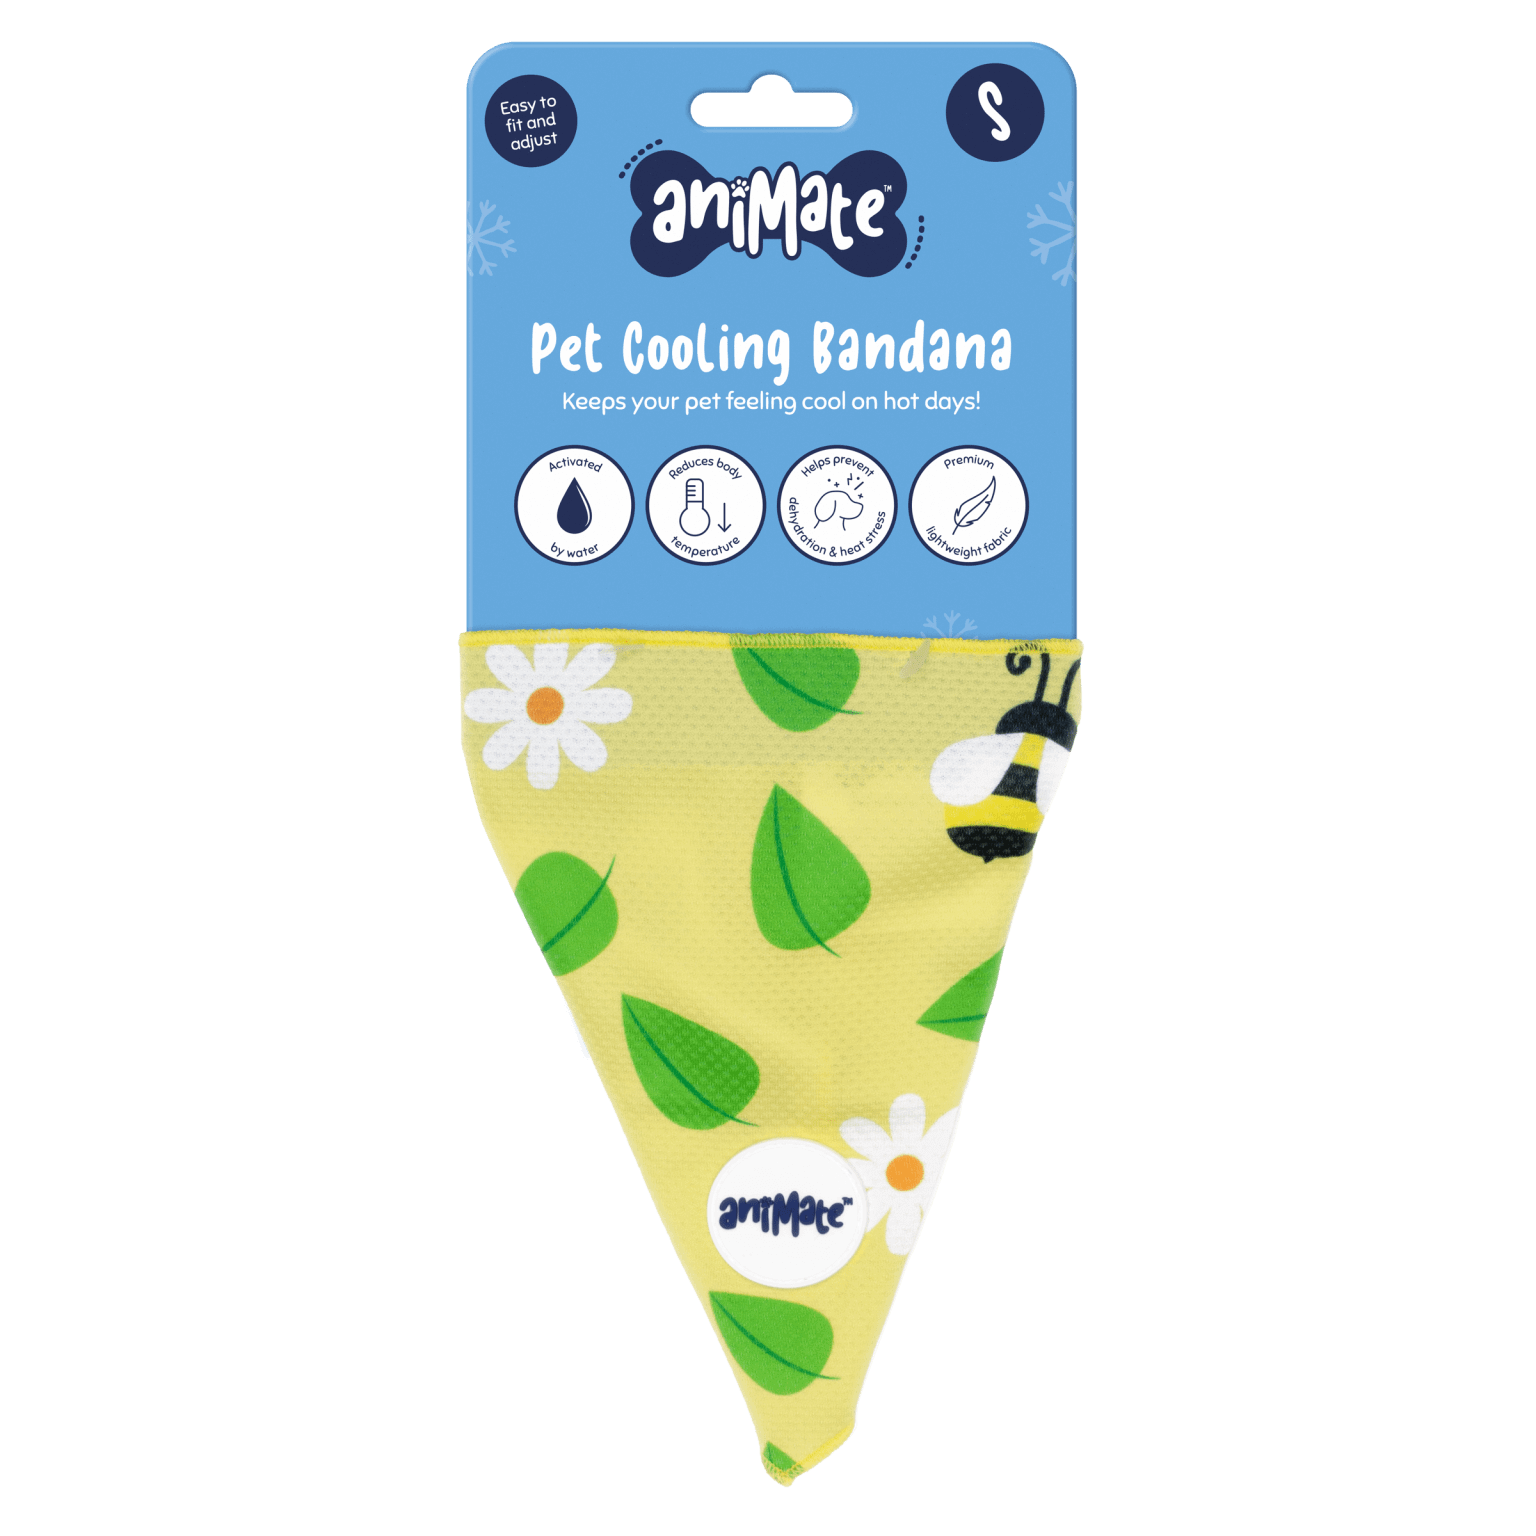 Easy to
fit and
adjust
S
aniMate™
Pet Cooling Bandana
Keeps your pet feeling cool on hot days!
Activated
by water
Reduces body
temperature
Helps prevent
dehydration & heat stress
Premium
lightweight fabric
aniMate™